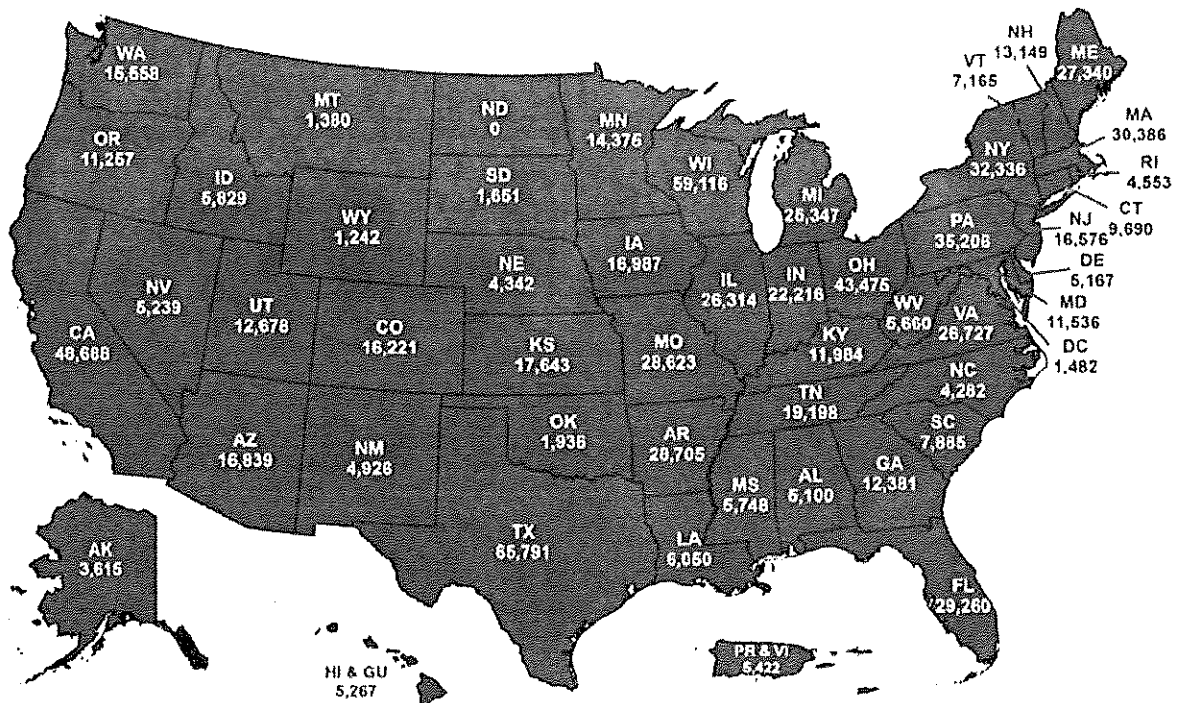 WA
15,558
OR
11,257
CA
48,688
NV
5,239
ID
5,829
MT
1,380
WY
1,242
UT
12,678
CO
16,221
AZ
16,939
NM
4,926
ND
0
SD
1,651
NE
4,342
KS
17,643
OK
1,936
TX
65,791
MN
14,376
IA
16,987
MO
28,623
AR
28,705
LA
6,050
WI
59,116
IL
26,314
MI
25,347
IN
22,216
OH
43,475
KY
11,984
TN
19,198
MS
5,748
AL
5,100
GA
12,381
FL
29,260
SC
7,885
NC
4,282
VA
26,727
WV
5,660
PA
35,208
NY
32,336
VT
7,165
NH
13,149
ME
27,340
MA
30,386
RI
4,553
CT
9,690
NJ
16,576
DE
5,167
MD
11,536
DC
1,482
AK
3,615
HI & GU
5,267
PR & VI
5,422